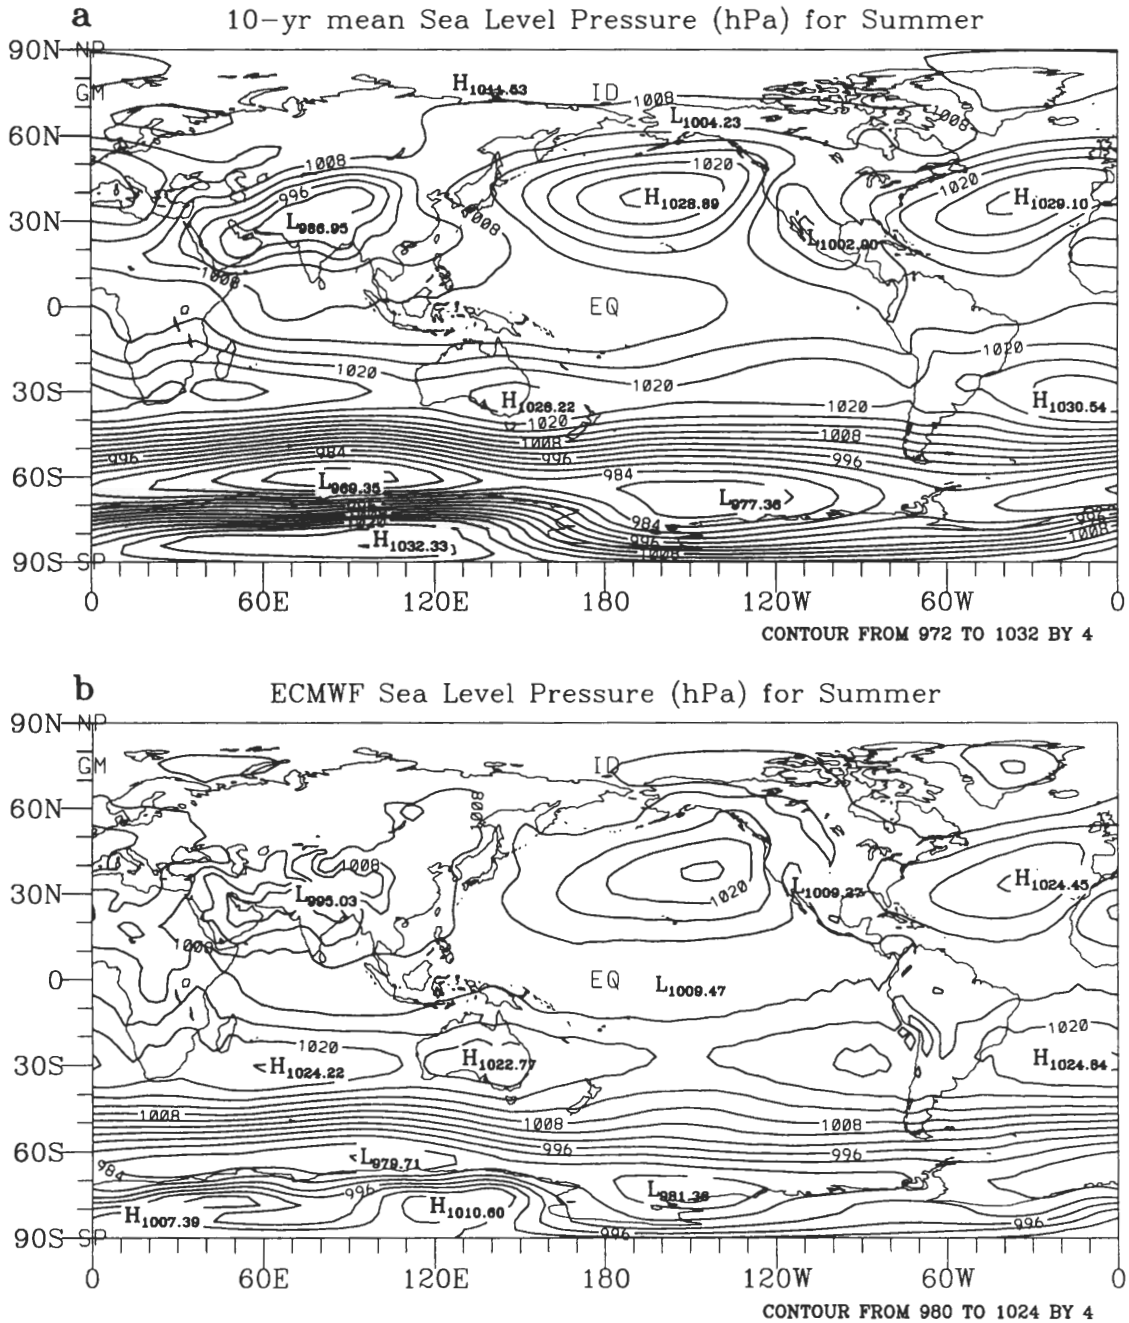 a 10-yr mean Sea Level Pressure (hPa) for Summer
90N NP
GM H1011.53 ID 1008
L1004.23 1008
60N
1008 1020
996 1020
30N L986.95 1008 H1028.89 H1029.10
L1002.90
1008
0 EQ
1020 1020 1020
30S
H1026.22 1020 H1030.54
1020 1008
1008
996 984 996 996
60S L969.35 984
L977.36
984
1020 996 1008
H1032.33 1008
90S SP
0 60E 120E 180 120W 60W 0
CONTOUR FROM 972 TO 1032 BY 4
b ECMWF Sea Level Pressure (hPa) for Summer
90N NP
GM ID
60N 1008
1008
30N L995.03 1020 L1009.27 H1024.45
1008
0 EQ L1009.47
1020 1020
30S H1024.22 H1022.77 H1024.64
1008 1008 1008
996 996
60S L979.71
984
996 L981.36
H1007.39 H1010.60
996 996
90S SP
0 60E 120E 180 120W 60W 0
CONTOUR FROM 980 TO 1024 BY 4